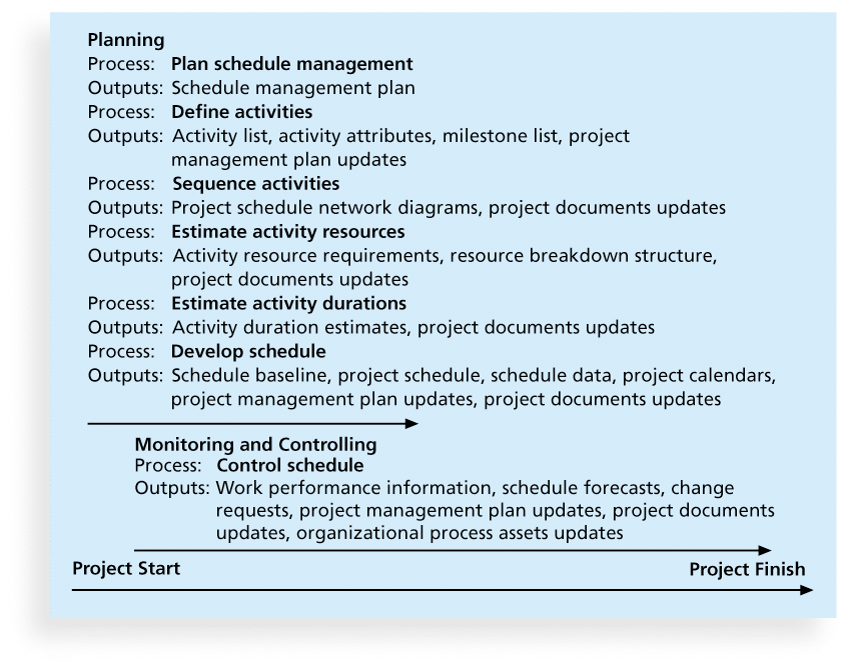 Planning
Process: Plan schedule management
Outputs: Schedule management plan
Process: Define activities
Outputs: Activity list, activity attributes, milestone list, project
management plan updates
Process: Sequence activities
Outputs: Project schedule network diagrams, project documents updates
Process: Estimate activity resources
Outputs: Activity resource requirements, resource breakdown structure,
project documents updates
Process: Estimate activity durations
Outputs: Activity duration estimates, project documents updates
Process: Develop schedule
Outputs: Schedule baseline, project schedule, schedule data, project calendars,
project management plan updates, project documents updates
Monitoring and Controlling
Process: Control schedule
Outputs: Work performance information, schedule forecasts, change
requests, project management plan updates, project documents
updates, organizational process assets updates
Project Start Project Finish